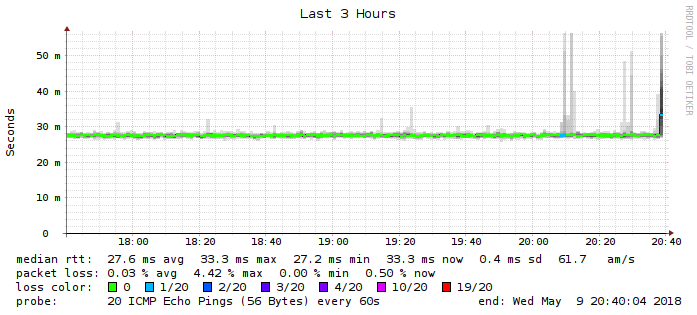 Last 3 Hours
RRDTOOL / TOBI OETIKER
Seconds
50 m
40 m
30 m
20 m
10 m
0
18:00 18:20 18:40 19:00 19:20 19:40 20:00 20:20 20:40
median rtt: 27.6 ms avg 33.3 ms max 27.2 ms min 33.3 ms now 0.4 ms sd 61.7 am/s
packet loss: 0.03 % avg 4.42 % max 0.00 % min 0.50 % now
loss color: 0 1/20 2/20 3/20 4/20 10/20 19/20
probe: 20 ICMP Echo Pings (56 Bytes) every 60s end: Wed May 9 20:40:04 2018